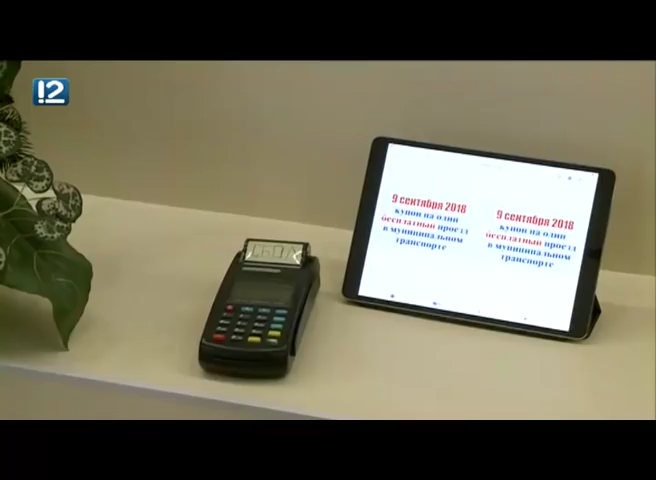 12
9 сентября 2018
купон на один
бесплатный проезд
в муниципальном
транспорте
9 сентября 2018
купон на один
бесплатный проезд
в муниципальном
транспорте